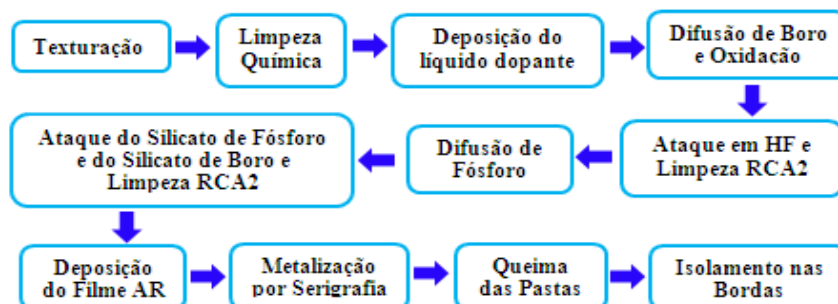 Texturação
Limpeza
Química
Deposição do
líquido dopante
Difusão de Boro
e Oxidação
Ataque em HF e
Limpeza RCA2
Difusão de
Fósforo
Ataque do Silicato de Fósforo
e do Silicato de Boro e
Limpeza RCA2
Deposição
do Filme AR
Metalização
por Serigrafia
Queima
das Pastas
Isolamento nas
Bordas